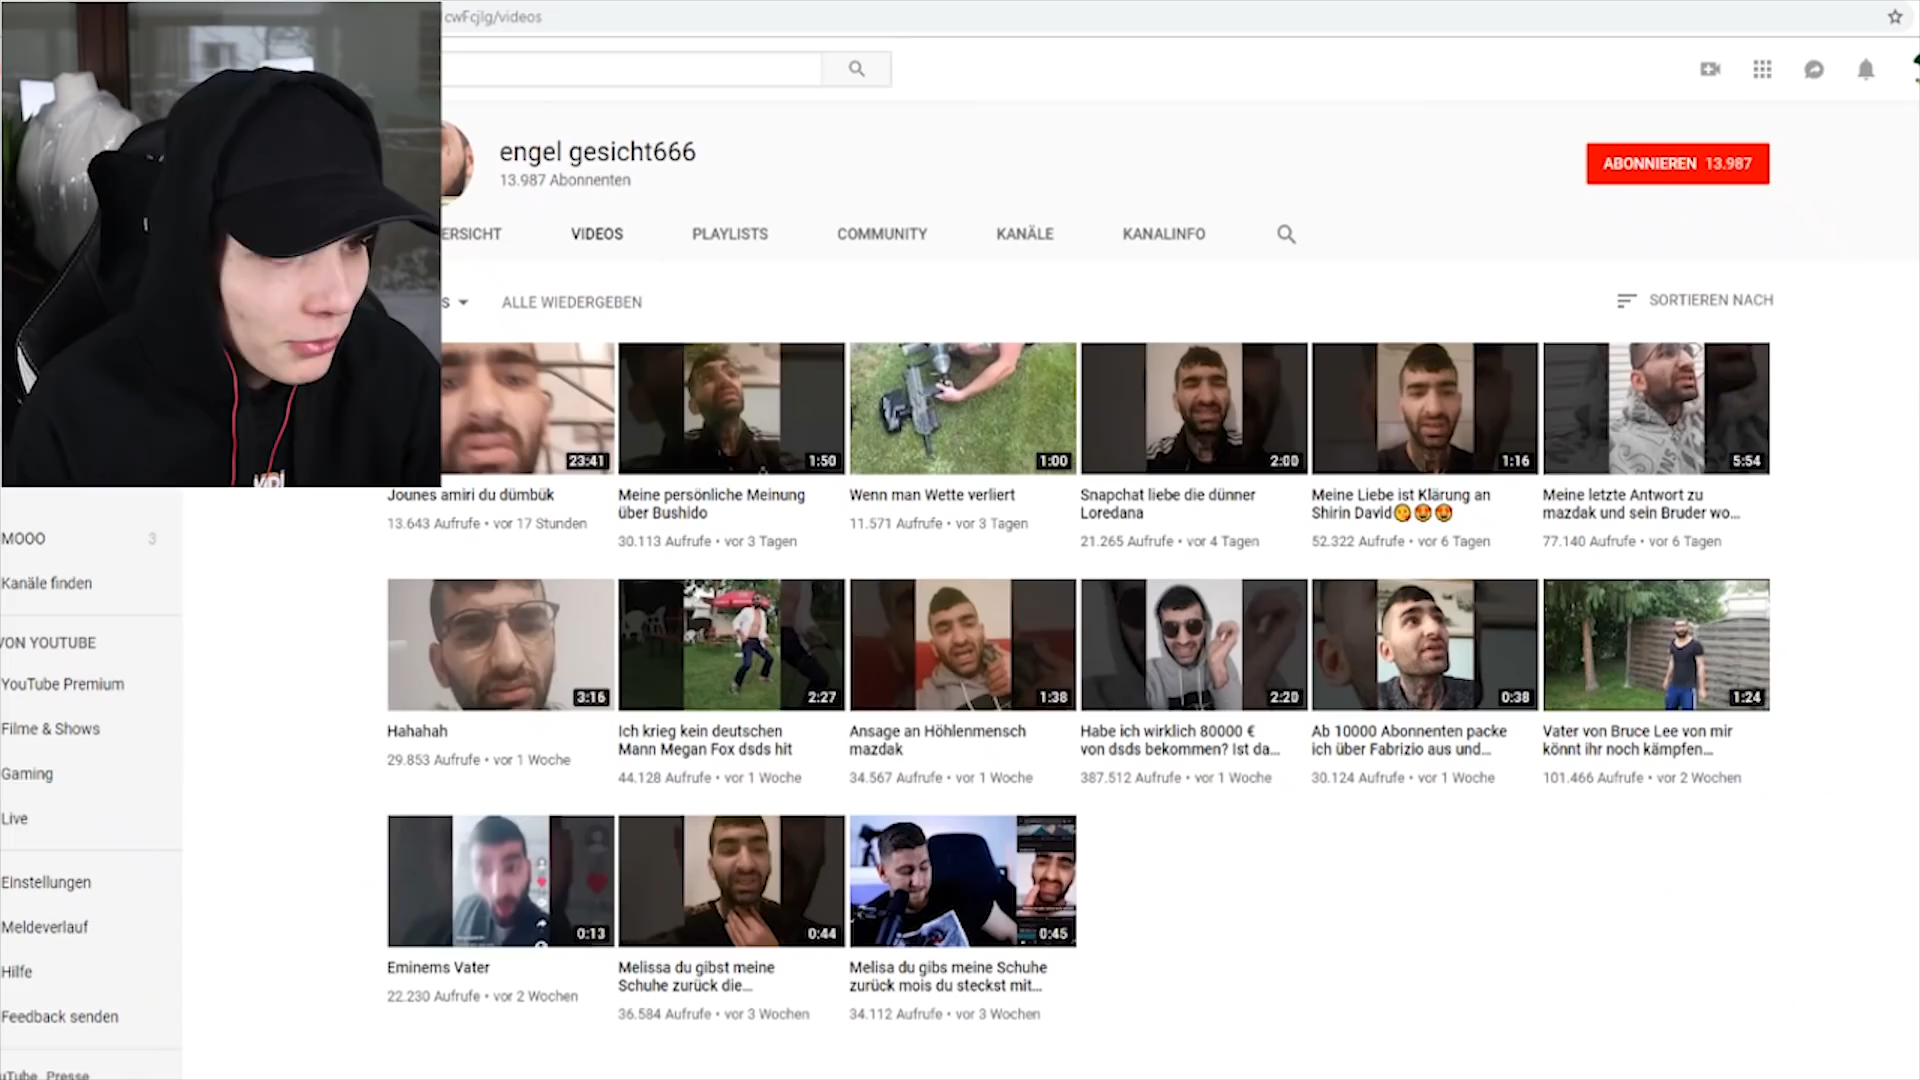 cwFcjIg/videos
engel gesicht666
13.987 Abonnenten
ABONNIEREN 13.987
ERSICHT VIDEOS PLAYLISTS COMMUNITY KANÄLE KANALINFO
S ALLE WIEDERGEBEN SORTIEREN NACH
23:41 1:50 1:00 2:00 1:16 5:54
Jounes amiri du dümbük
13.643 Aufrufe • vor 17 Stunden
Meine persönliche Meinung
über Bushido
30.113 Aufrufe • vor 3 Tagen
Wenn man Wette verliert
11.571 Aufrufe • vor 3 Tagen
Snapchat liebe die dünner
Loredana
21.265 Aufrufe • vor 4 Tagen
Meine Liebe ist Klärung an
Shirin David😋😍😍
52.322 Aufrufe • vor 6 Tagen
Meine letzte Antwort zu
mazdak und sein Bruder wo...
77.140 Aufrufe • vor 6 Tagen
MOOO 3
Kanäle finden
VON YOUTUBE
YouTube Premium
Filme & Shows
Gaming
Live
Einstellungen
Meldeverlauf
Hilfe
Feedback senden
uTube Presse
3:16 2:27 1:38 2:20 0:38 1:24
Hahahah
29.853 Aufrufe • vor 1 Woche
Ich krieg kein deutschen
Mann Megan Fox dsds hit
44.128 Aufrufe • vor 1 Woche
Ansage an Höhlenmensch
mazdak
34.567 Aufrufe • vor 1 Woche
Habe ich wirklich 80000 €
von dsds bekommen? Ist da...
387.512 Aufrufe • vor 1 Woche
Ab 10000 Abonnenten packe
ich über Fabrizio aus und...
30.124 Aufrufe • vor 1 Woche
Vater von Bruce Lee von mir
könnt ihr noch kämpfen...
101.466 Aufrufe • vor 2 Wochen
0:13 0:44 0:45
Eminems Vater
22.230 Aufrufe • vor 2 Wochen
Melissa du gibst meine
Schuhe zurück die...
36.584 Aufrufe • vor 3 Wochen
Melisa du gibs meine Schuhe
zurück mois du steckst mit...
34.112 Aufrufe • vor 3 Wochen